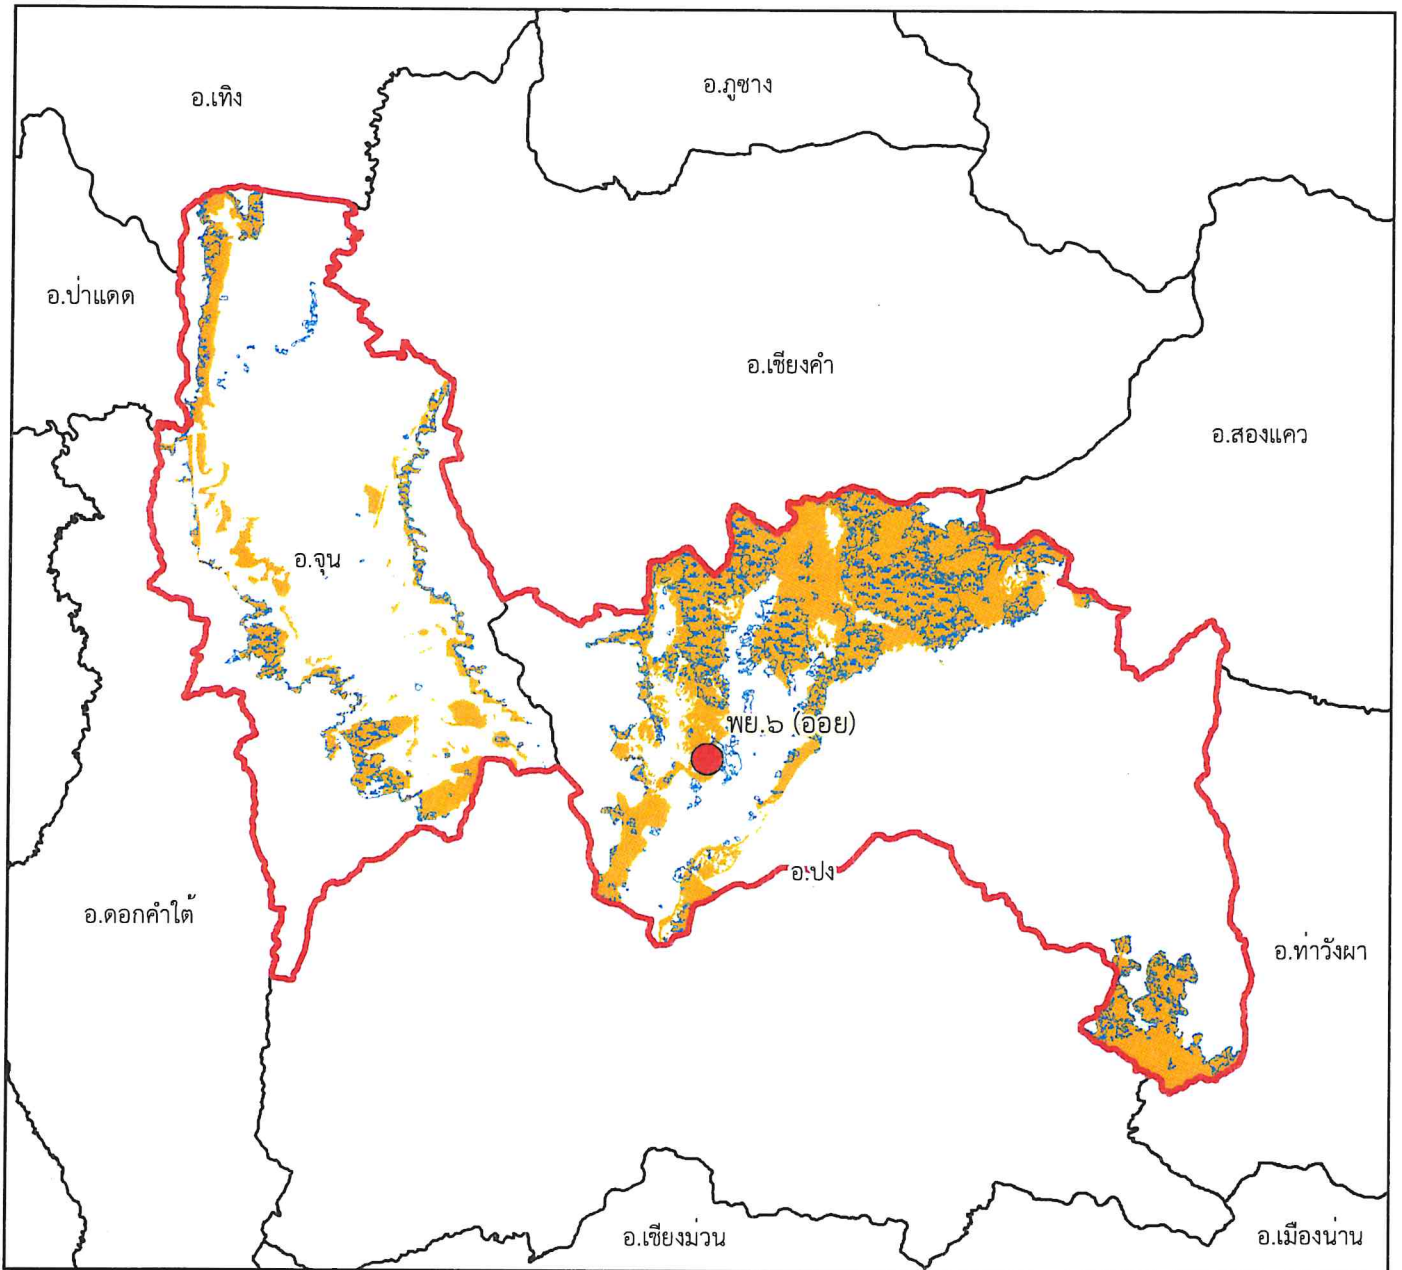 อ.เทิง
อ.ภูซาง
อ.ป่าแดด
อ.เชียงคำ
อ.สองแคว
อ.จุน
พย.๖ (ออย)
อ.ปง
อ.ดอกคำใต้
อ.ท่าวังผา
อ.เชียงม่วน
อ.เมืองน่าน